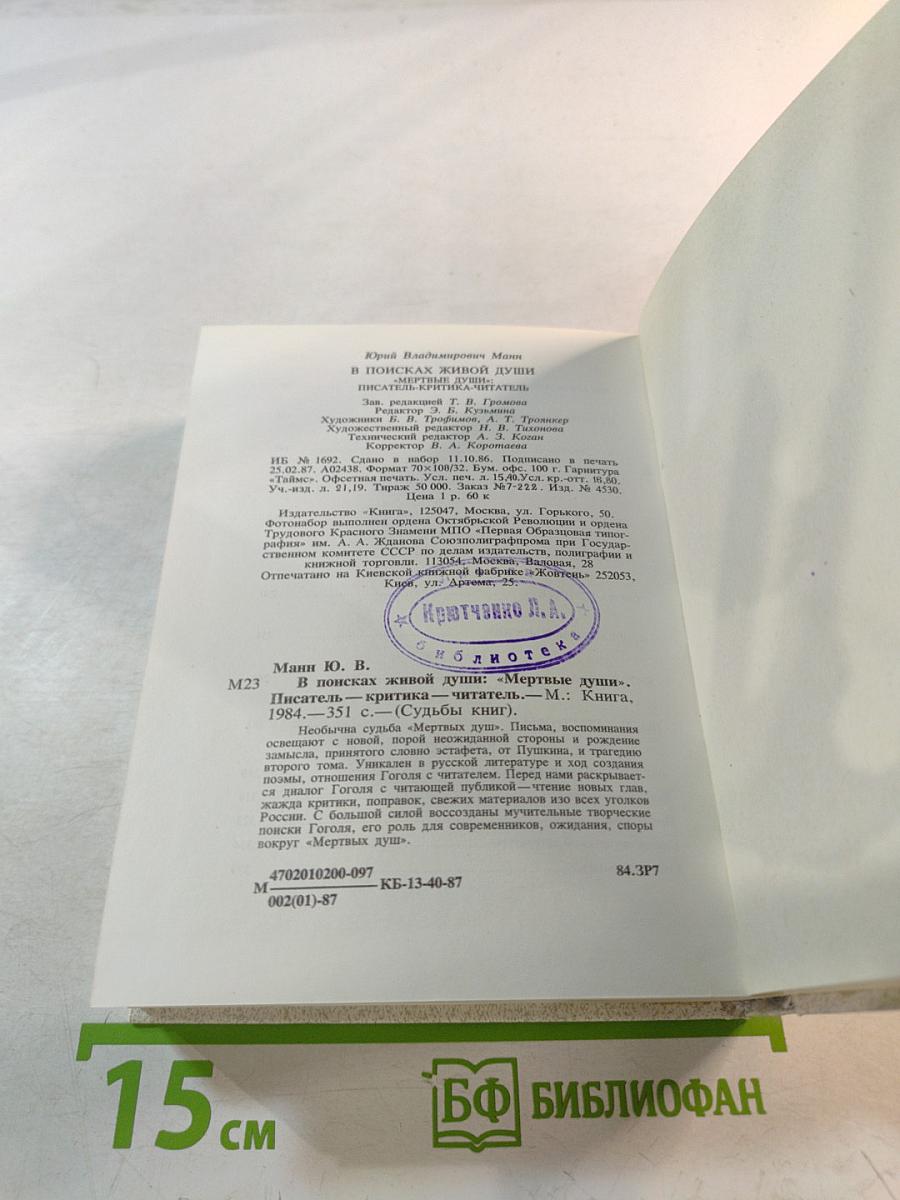 Юрий Владимирович Манн
В ПОИСКАХ ЖИВОЙ ДУШИ
«МЕРТВЫЕ ДУШИ»:
ПИСАТЕЛЬ-КРИТИКА-ЧИТАТЕЛЬ
Зав. редакцией Т. В. Громова
Редактор Э. Б. Кузьмина
Художники Б. В. Трофимов, А. Т. Троянкер
Художественный редактор Н. В. Тихонова
Технический редактор А. З. Коган
Корректор В. А. Коротаева
ИБ № 1692. Сдано в набор 11.10.86. Подписано в печать
25.02.87. А02438. Формат 70×108/32. Бум. офс. 100 г. Гарнитура
«Таймс». Офсетная печать. Усл. печ. л. 15,40. Усл. кр.-отт. 18,80.
Уч.-изд. л. 21,19. Тираж 50 000. Заказ №7-222. Изд. № 4530.
Цена 1 р. 60 к
Издательство «Книга», 125047, Москва, ул. Горького, 50.
Фотонабор выполнен ордена Октябрьской Революции и ордена
Трудового Красного Знамени МПО «Первая Образцовая типог-
рафия» им. А. А. Жданова Союзполиграфпрома при Государ-
ственном комитете СССР по делам издательств, полиграфии и
книжной торговли. 113054, Москва, Валовая, 28
Отпечатано на Киевской книжной фабрике «Жовтень» 252053,
Киев, ул. Артема, 25.
Крютченко Л. А.
библиотека
Манн Ю. В.
М23 В поисках живой души: «Мертвые души».
Писатель — критика — читатель. — М.: Книга,
1984. — 351 с. — (Судьбы книг).
Необычна судьба «Мертвых душ». Письма, воспоминания
освещают с новой, порой неожиданной стороны и рождение
замысла, принятого словно эстафета, от Пушкина, и трагедию
второго тома. Уникален в русской литературе и ход создания
поэмы, отношения Гоголя с читателем. Перед нами раскрывает-
ся диалог Гоголя с читающей публикой — чтение новых глав,
жажда критики, поправок, свежих материалов изо всех уголков
России. С большой силой воссозданы мучительные творческие
поиски Гоголя, его роль для современников, ожидания, споры
вокруг «Мертвых душ».
М 4702010200-097 КБ-13-40-87 84.3Р7
002(01)-87
15 см
БФ БИБЛИОФАН